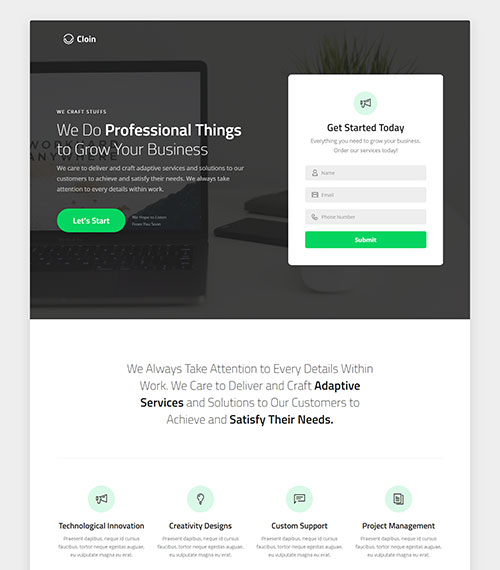 Cloin
WE CRAFT STUFFS
We Do Professional Things
to Grow Your Business
We care to deliver and craft adaptive services and solutions to our
customers to achieve and satisfy their needs. We always take
attention to every details within work.
Let's Start
We Hope to Listen
From You Soon
WORK
ANYWHERE
Get Started Today
Everything you need to grow your business.
Order our services today!
Name
Email
Phone Number
Submit
We Always Take Attention to Every Details Within
Work. We Care to Deliver and Craft Adaptive
Services and Solutions to Our Customers to
Achieve and Satisfy Their Needs.
Technological Innovation
Praesent dapibus, neque id cursus
faucibus, tortor neque egestas auguae,
eu vulputate magna eu erat.
Creativity Designs
Praesent dapibus, neque id cursus
faucibus, tortor neque egestas auguae,
eu vulputate magna eu erat.
Custom Support
Praesent dapibus, neque id cursus
faucibus, tortor neque egestas auguae,
eu vulputate magna eu erat.
Project Management
Praesent dapibus, neque id cursus
faucibus, tortor neque egestas auguae,
eu vulputate magna eu erat.